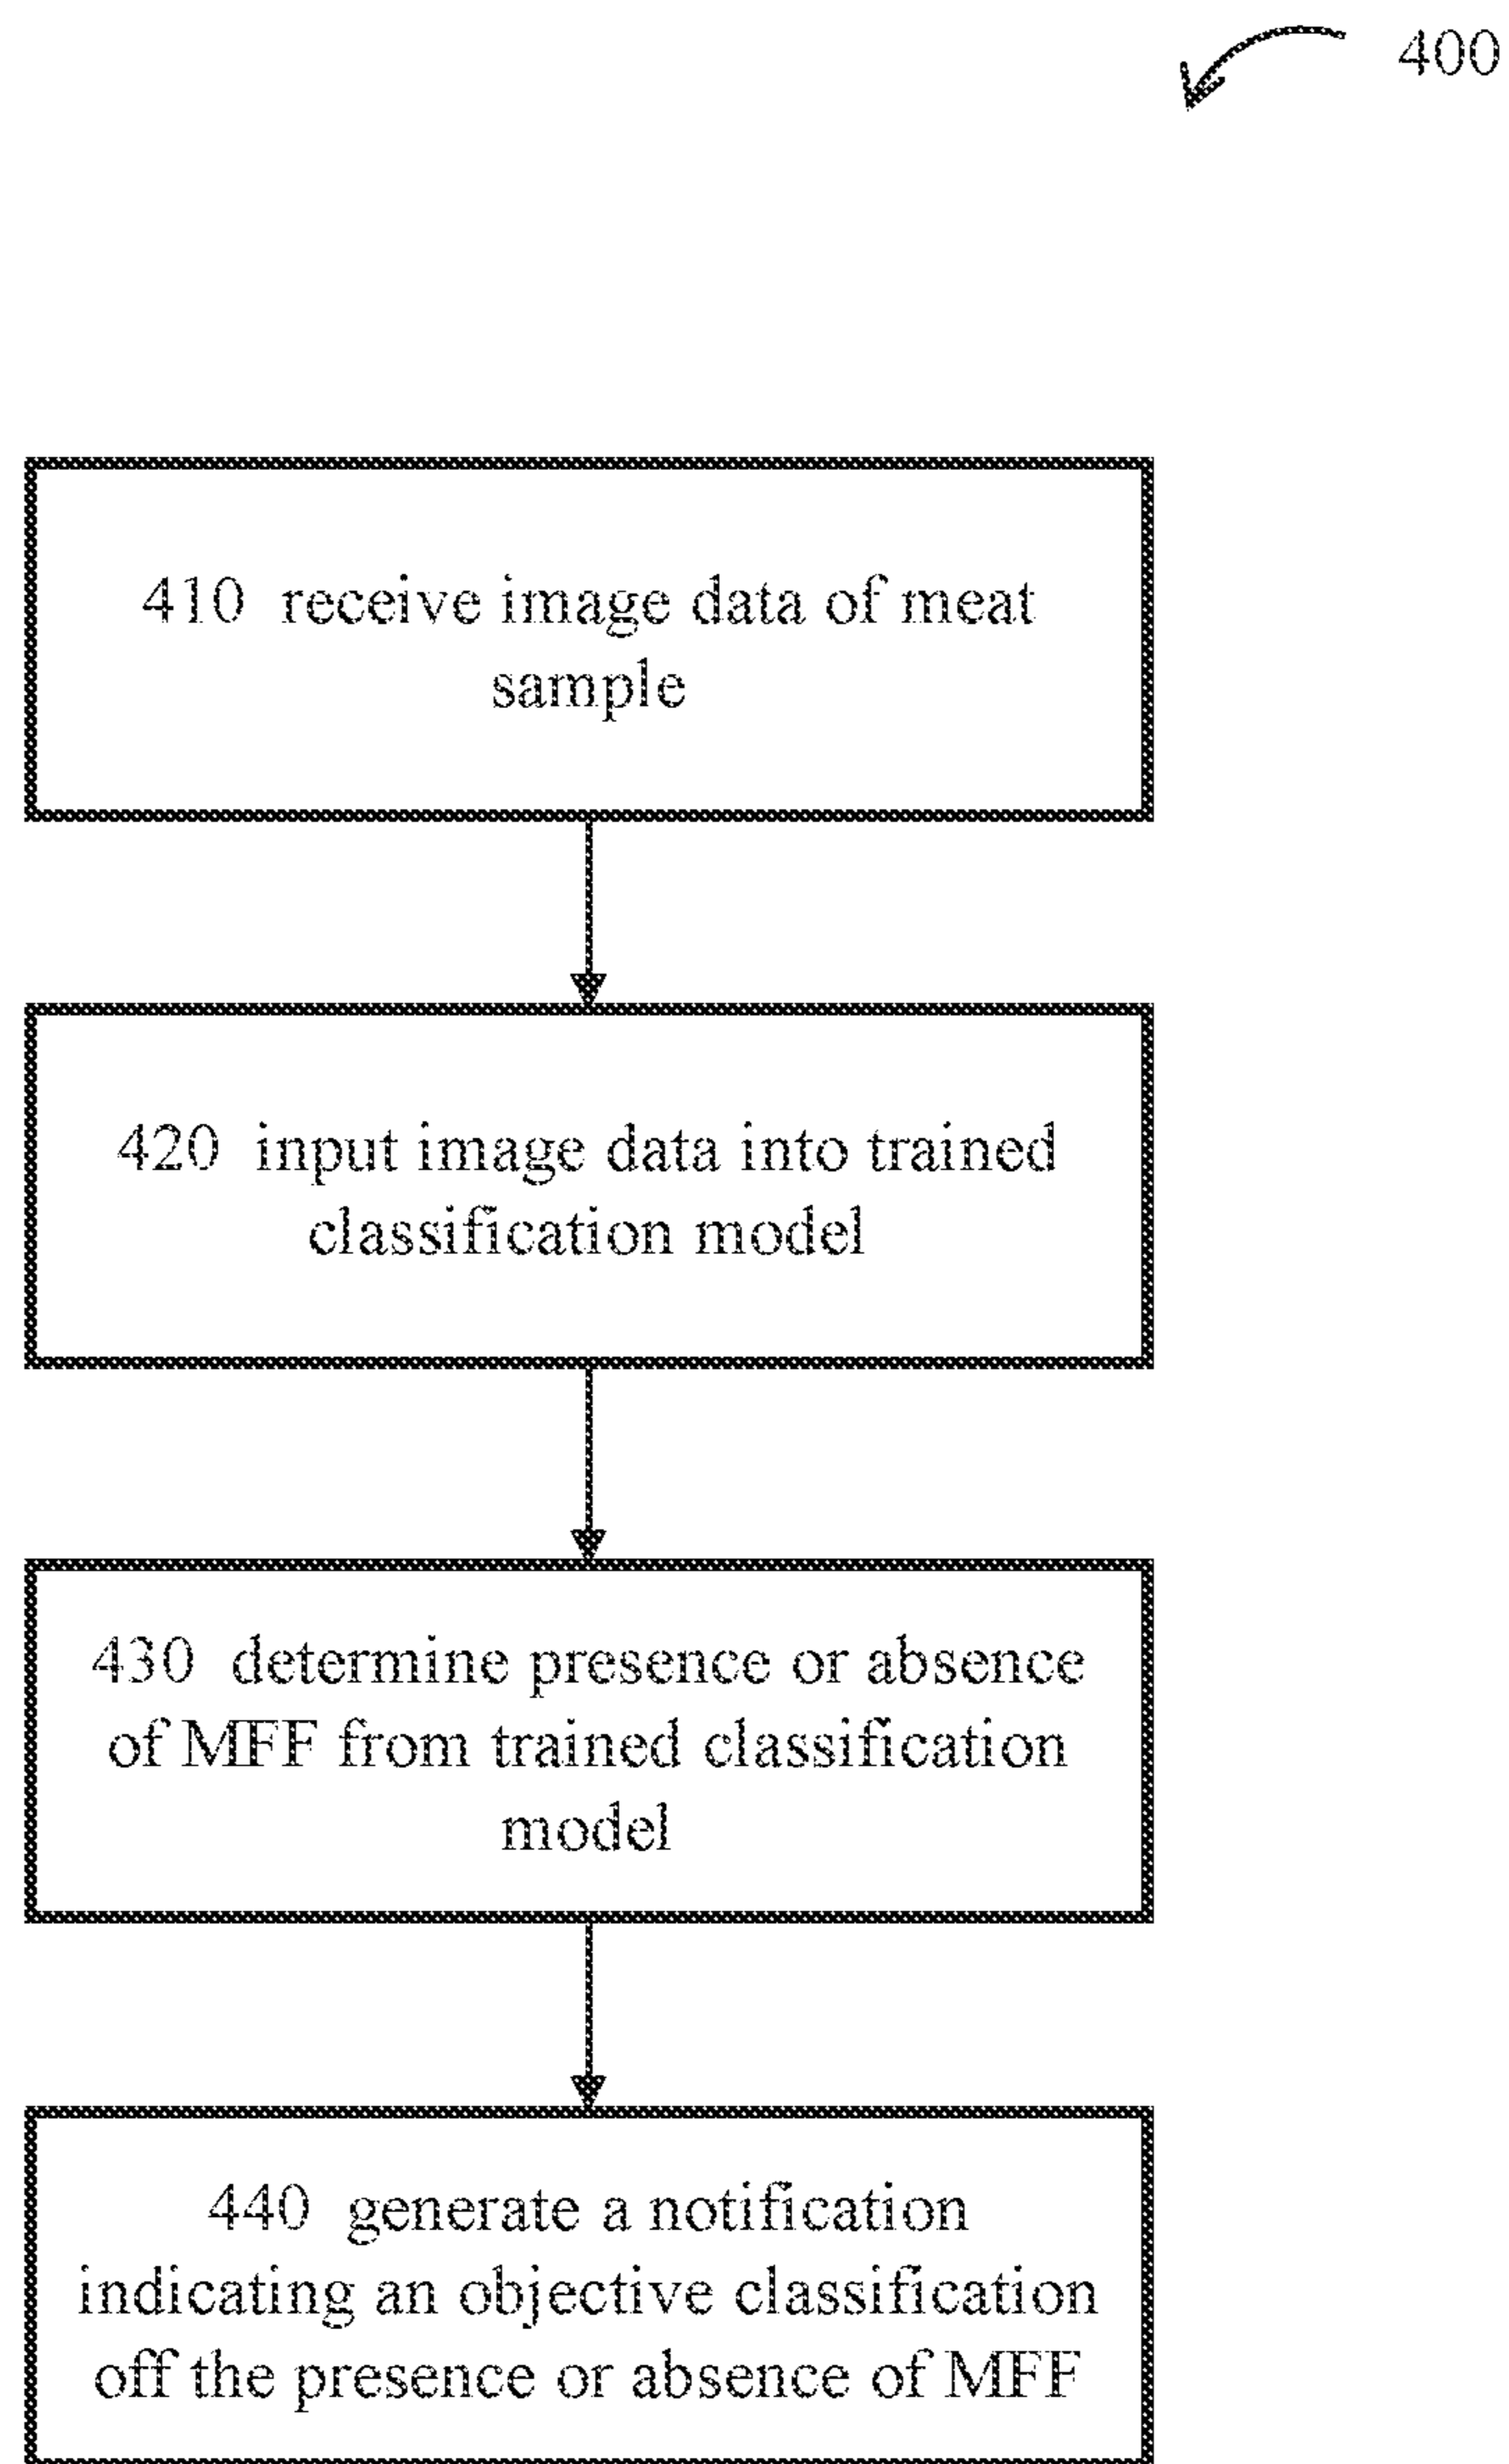 400
410 receive image data of meat
sample
420 input image data into trained
classification model
430 determine presence or absence
of MFF from trained classification
model
440 generate a notification
indicating an objective classification
off the presence or absence of MFF